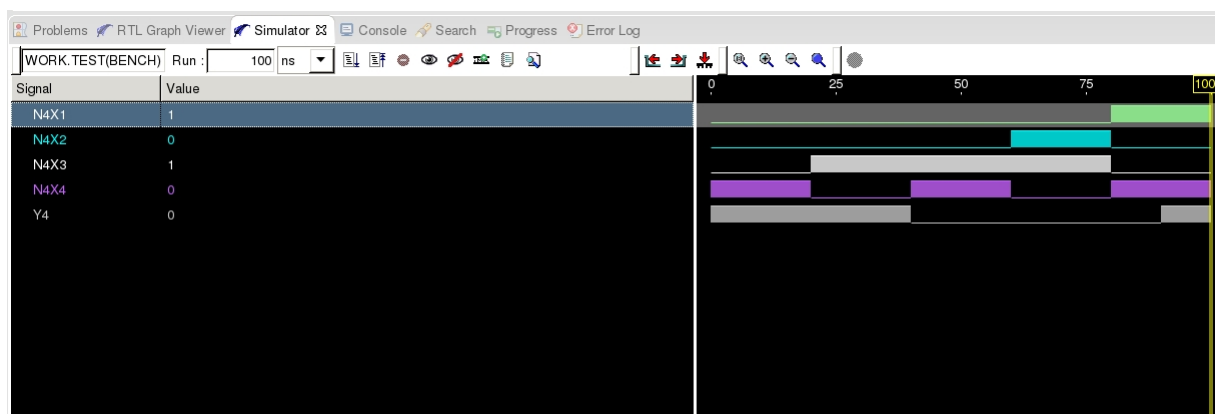 Problems RTL Graph Viewer Simulator Console Search Progress Error Log
WORK.TEST(BENCH) Run : 100 ns
Signal Value 0 25 50 75 100
N4X1 1
N4X2 0
N4X3 1
N4X4 0
Y4 0